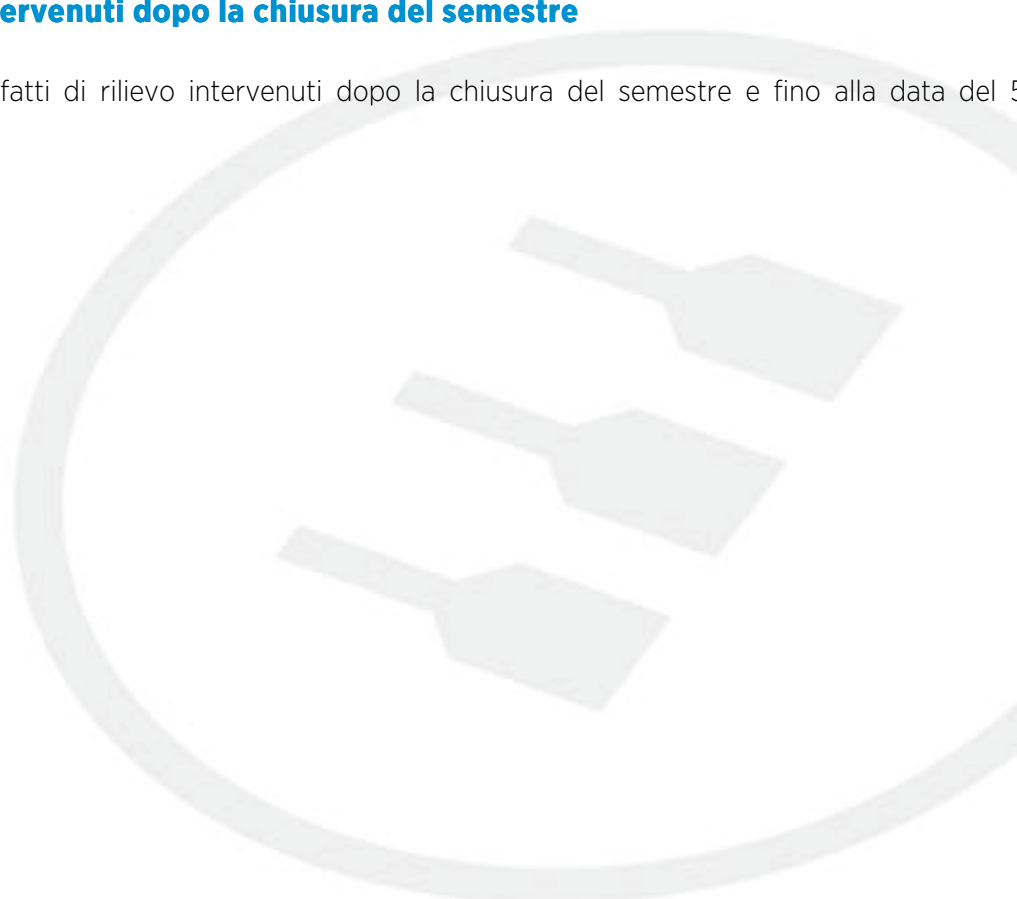 ervenuti dopo la chiusura del semestre
fatti di rilievo intervenuti dopo la chiusura del semestre e fino alla data del 5